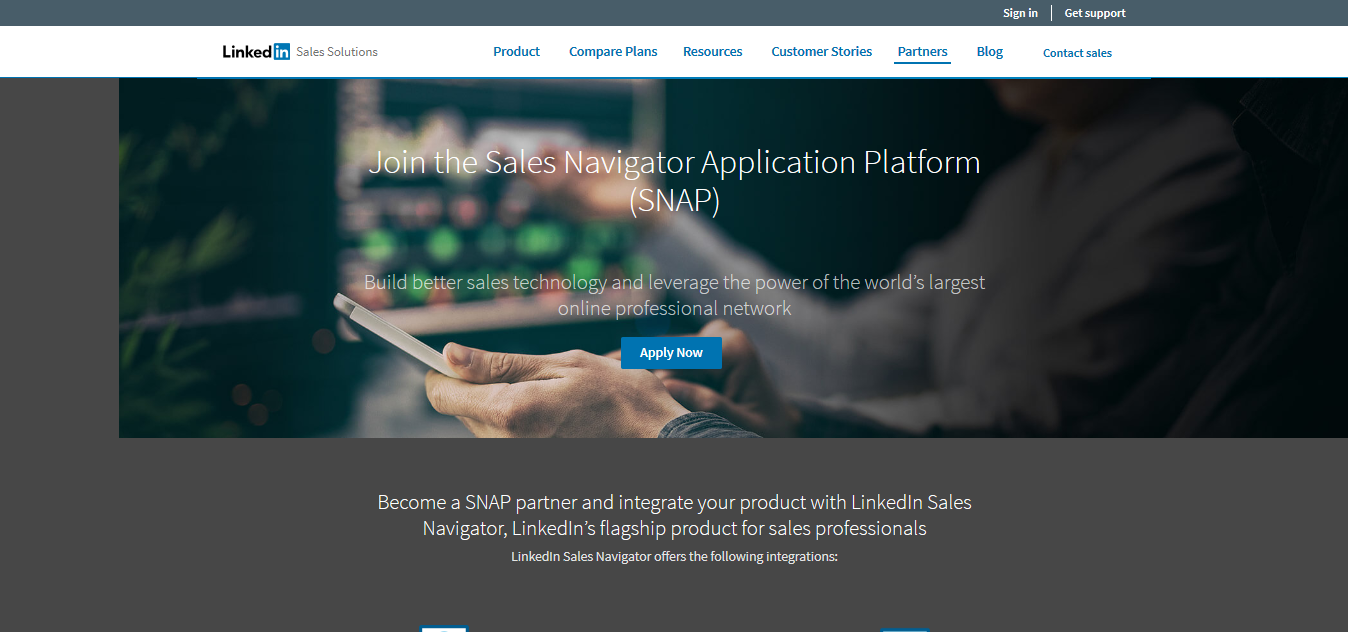 Sign in
Get support
Linked in Sales Solutions
Product
Compare Plans
Resources
Customer Stories
Partners
Blog
Contact sales
Join the Sales Navigator Application Platform
(SNAP)
Build better sales technology and leverage the power of the world’s largest
online professional network
Apply Now
Become a SNAP partner and integrate your product with LinkedIn Sales
Navigator, LinkedIn’s flagship product for sales professionals
LinkedIn Sales Navigator offers the following integrations: